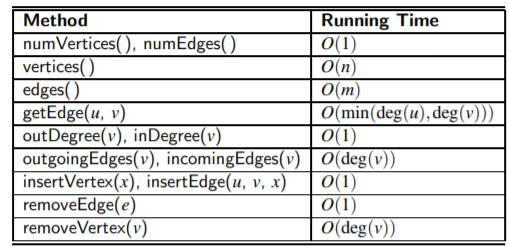 Method Running Time
numVertices( ), numEdges( ) O(1)
vertices( ) O(n)
edges( ) O(m)
getEdge(u, v) O(min(deg(u),deg(v)))
outDegree(v), inDegree(v) O(1)
outgoingEdges(v), incomingEdges(v) O(deg(v))
insertVertex(x), insertEdge(u, v, x) O(1)
removeEdge(e) O(1)
removeVertex(v) O(deg(v))